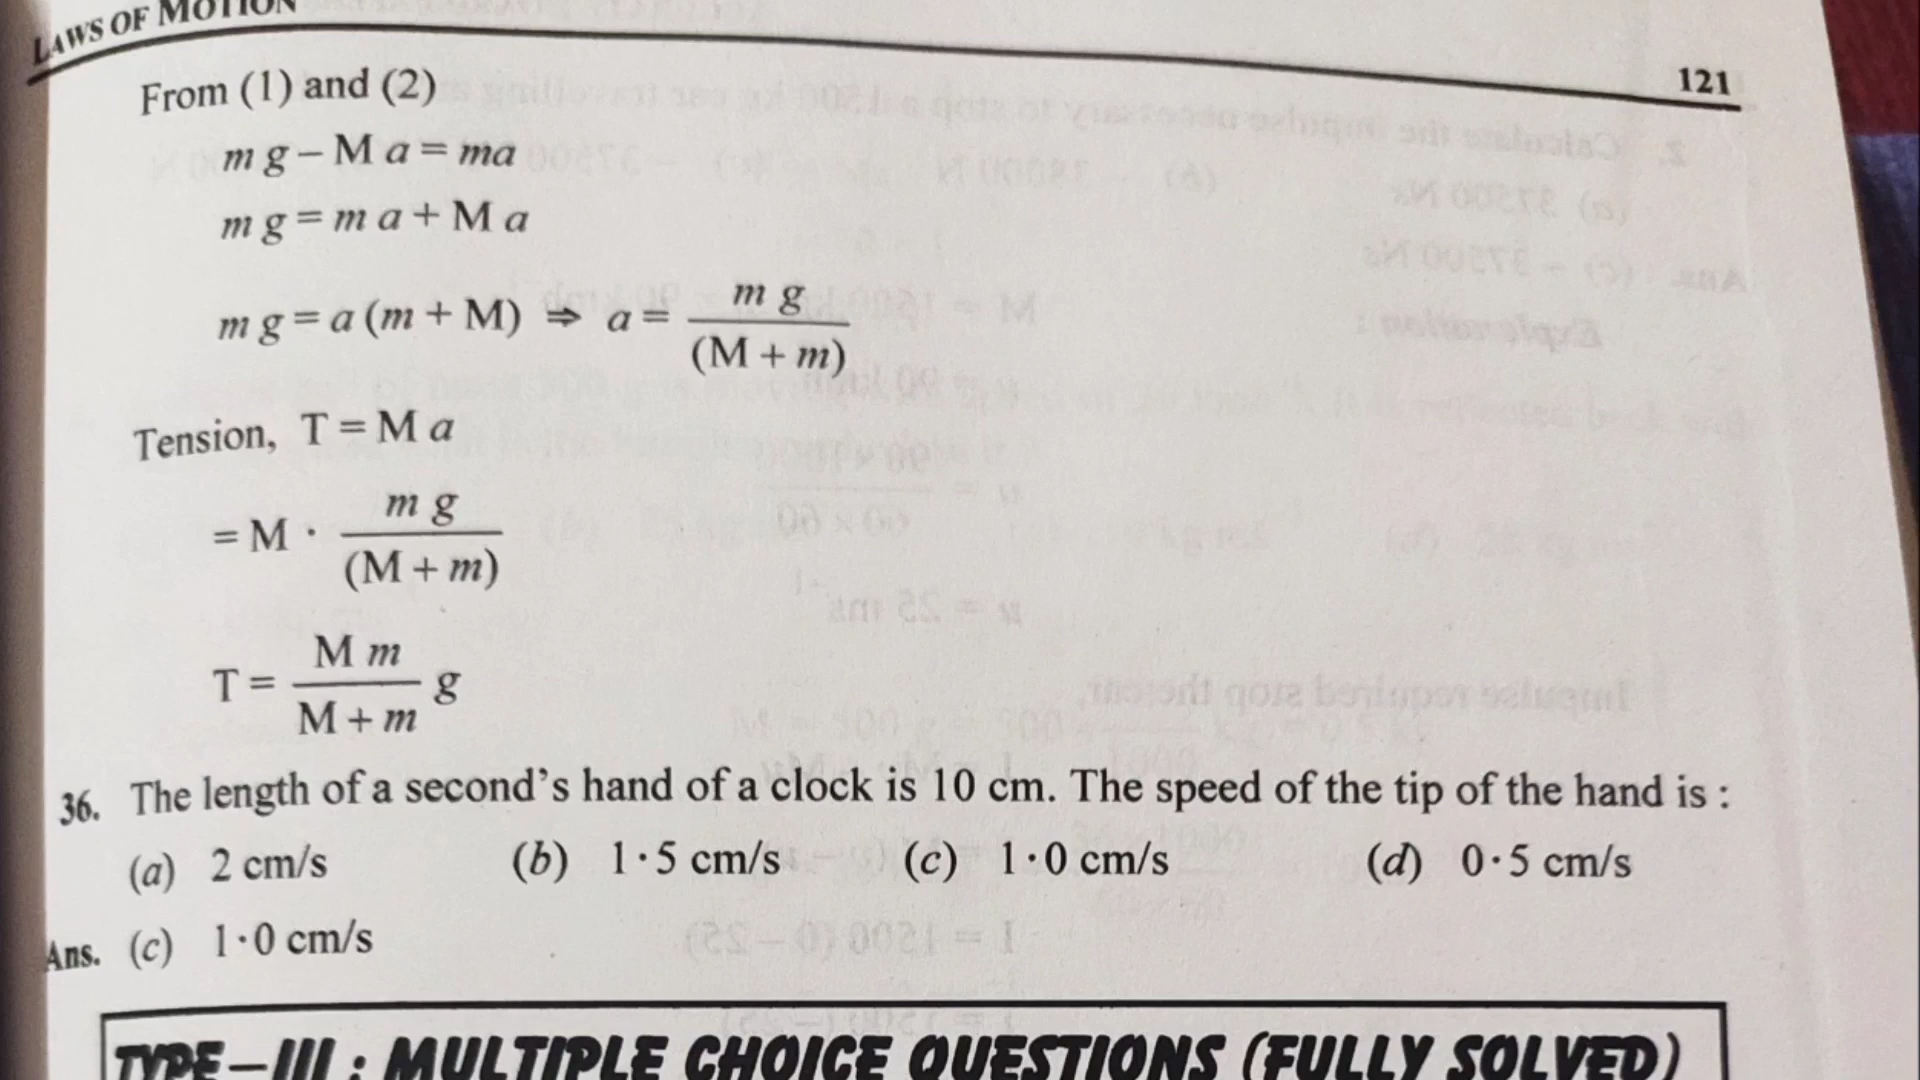 LAWS OF MOTION
121
From (1) and (2)
m g – M a = ma
m g = m a + M a
m g = a (m + M) ⇒ a = m g / (M + m)
Tension, T = M a
= M · m g / (M + m)
T = M m / M + m g
36. The length of a second’s hand of a clock is 10 cm. The speed of the tip of the hand is :
(a) 2 cm/s (b) 1·5 cm/s (c) 1·0 cm/s (d) 0·5 cm/s
Ans. (c) 1·0 cm/s
TYPE–III : MULTIPLE CHOICE QUESTIONS (FULLY SOLVED)